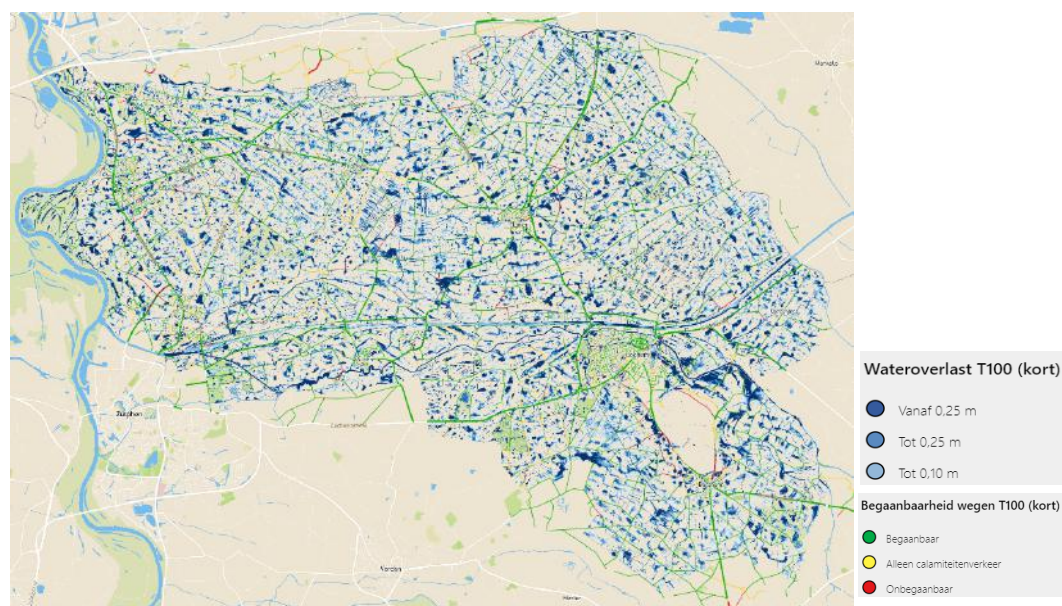 Zutphen
Vorden
Wateroverlast T100 (kort)
Vanaf 0,25 m
Tot 0,25 m
Tot 0,10 m
Begaanbaarheid wegen T100 (kort)
Begaanbaar
Alleen calamiteitenverkeer
Onbegaanbaar